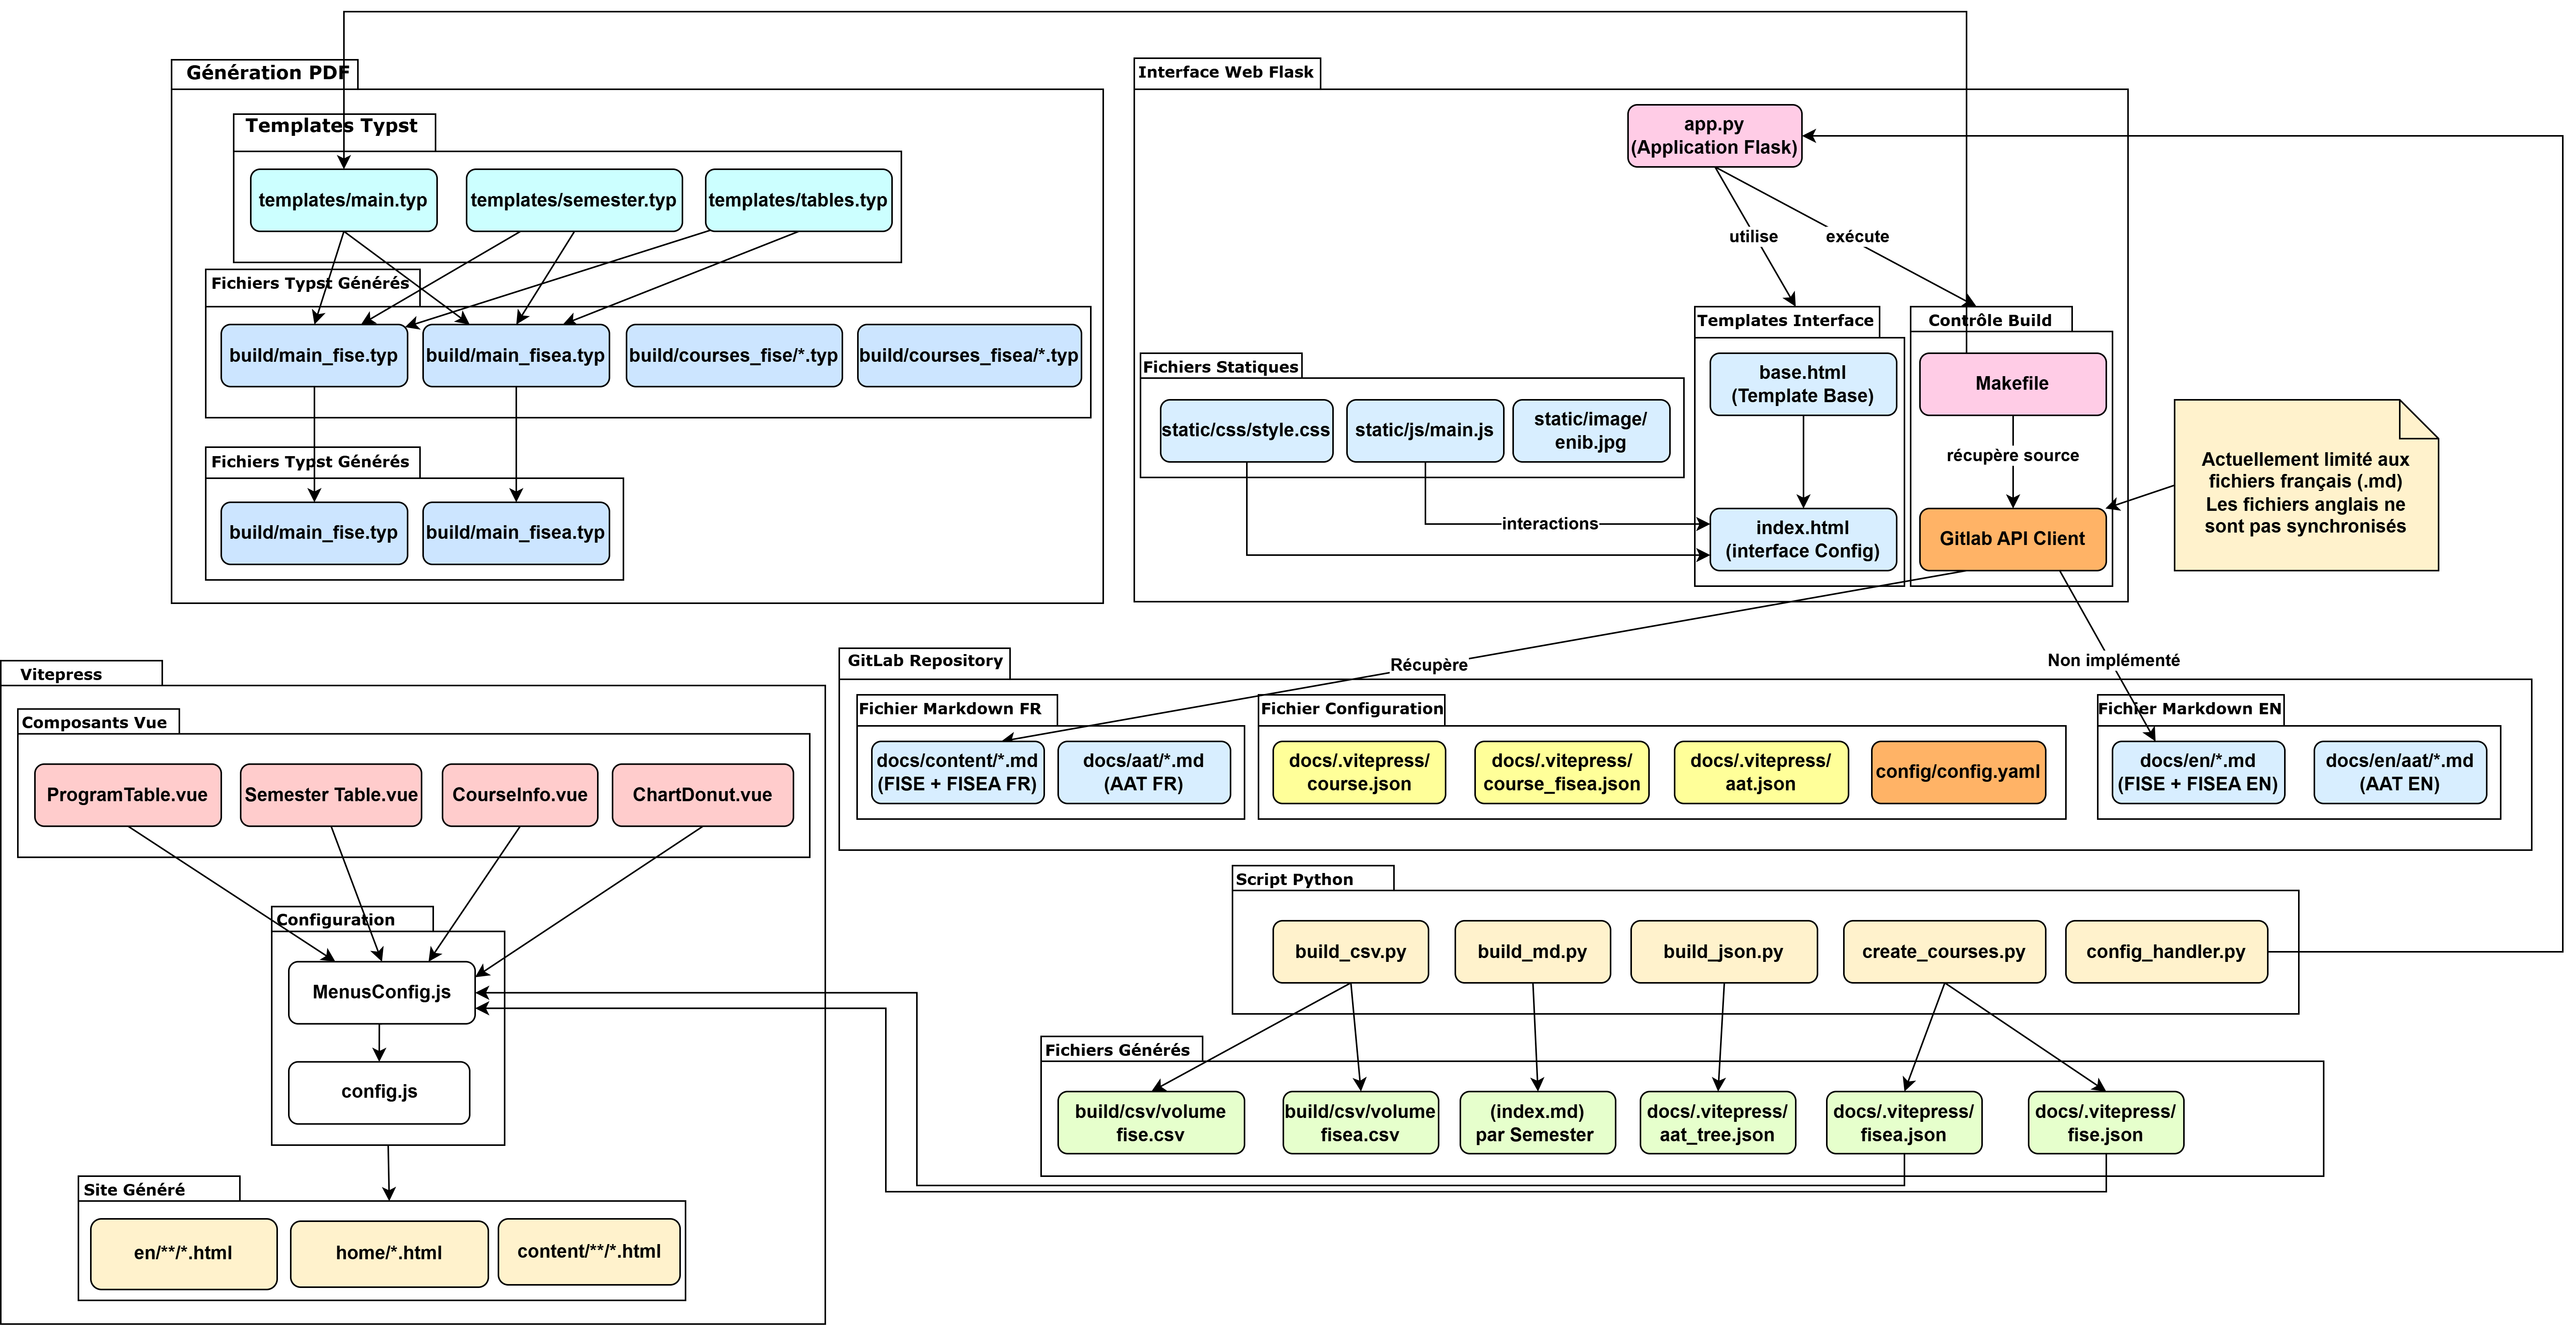 Génération PDF
Templates Typst
templates/main.typ
templates/semester.typ
templates/tables.typ
Fichiers Typst Générés
build/main_fise.typ
build/main_fisea.typ
build/courses_fise/*.typ
build/courses_fisea/*.typ
Fichiers Typst Générés
build/main_fise.typ
build/main_fisea.typ
Interface Web Flask
app.py
(Application Flask)
utilise
exécute
Templates Interface
base.html
(Template Base)
index.html
(interface Config)
Contrôle Build
Makefile
récupère source
Gitlab API Client
Fichiers Statiques
static/css/style.css
static/js/main.js
static/image/
enib.jpg
interactions
Actuellement limité aux
fichiers français (.md)
Les fichiers anglais ne
sont pas synchronisés
Récupère
Non implémenté
GitLab Repository
Fichier Markdown FR
docs/content/*.md
(FISE + FISEA FR)
docs/aat/*.md
(AAT FR)
Fichier Configuration
docs/.vitepress/
course.json
docs/.vitepress/
course_fisea.json
docs/.vitepress/
aat.json
config/config.yaml
Fichier Markdown EN
docs/en/*.md
(FISE + FISEA EN)
docs/en/aat/*.md
(AAT EN)
Vitepress
Composants Vue
ProgramTable.vue
Semester Table.vue
CourseInfo.vue
ChartDonut.vue
Configuration
MenusConfig.js
config.js
Site Généré
en/**/*.html
home/*.html
content/**/*.html
Script Python
build_csv.py
build_md.py
build_json.py
create_courses.py
config_handler.py
Fichiers Générés
build/csv/volume
fise.csv
build/csv/volume
fisea.csv
(index.md)
par Semester
docs/.vitepress/
aat_tree.json
docs/.vitepress/
fisea.json
docs/.vitepress/
fise.json